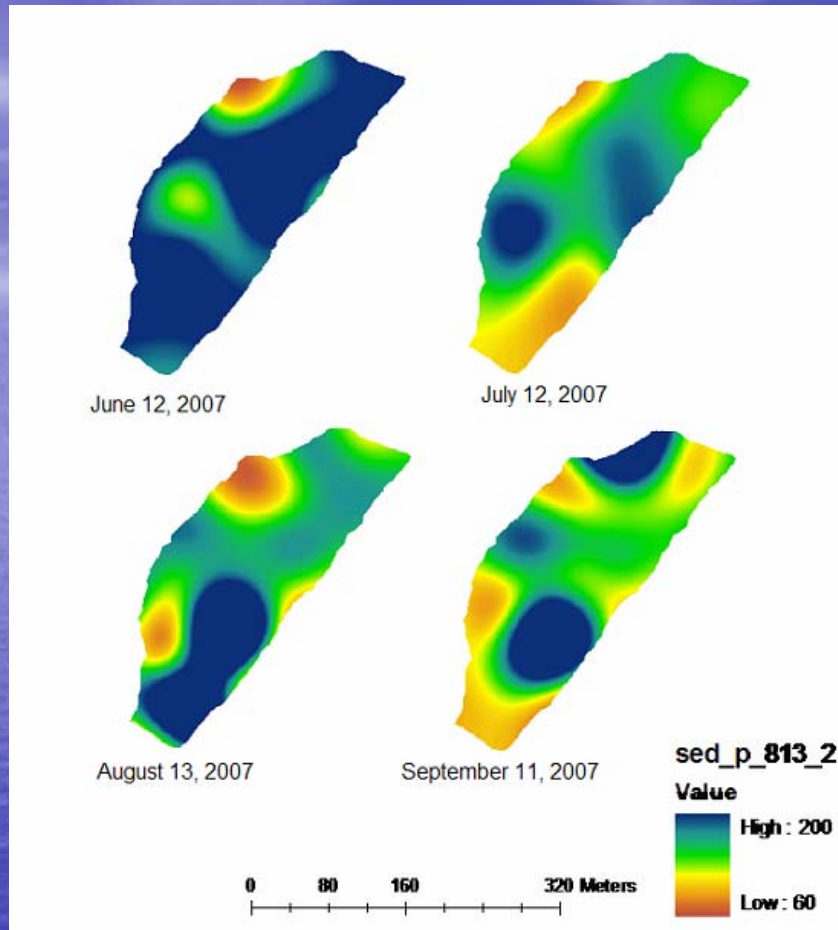 June 12, 2007
July 12, 2007
August 13, 2007
September 11, 2007
sed_p_813_2
Value
High : 200
Low : 60
0 80 160 320 Meters